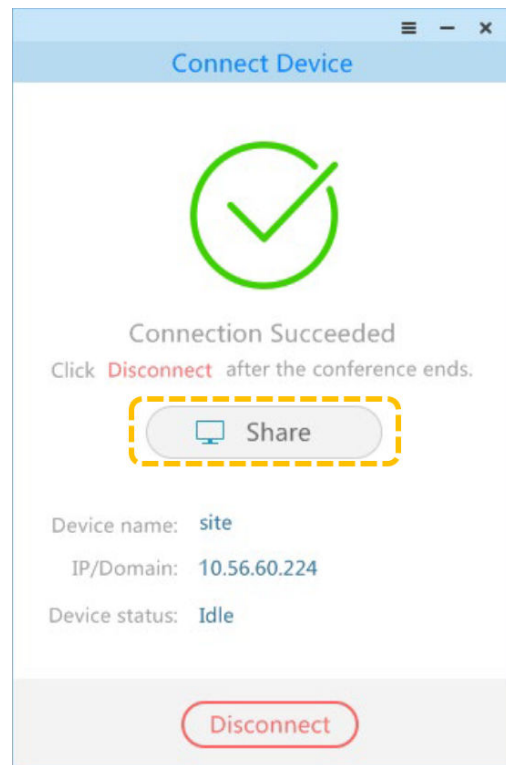 Connect Device
Connection Succeeded
Click Disconnect after the conference ends.
Share
Device name: site
IP/Domain: 10.56.60.224
Device status: Idle
Disconnect